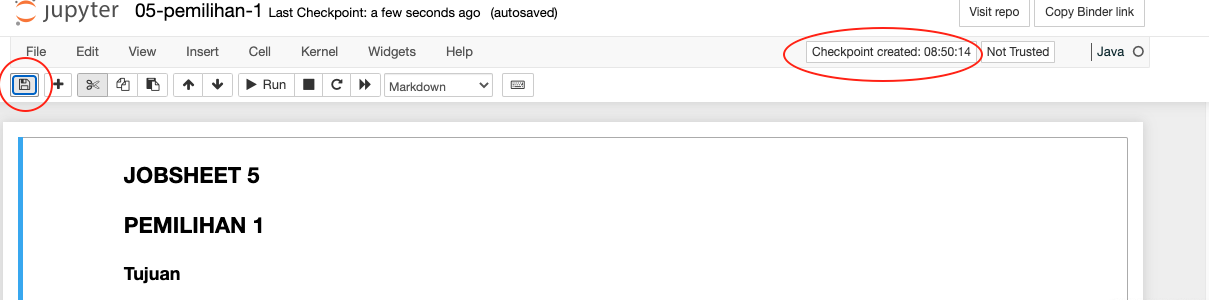 jupyter 05-pemilihan-1 Last Checkpoint: a few seconds ago (autosaved) Visit repo Copy Binder link
File Edit View Insert Cell Kernel Widgets Help Checkpoint created: 08:50:14 Not Trusted Java
Run Markdown
JOBSHEET 5
PEMILIHAN 1
Tujuan